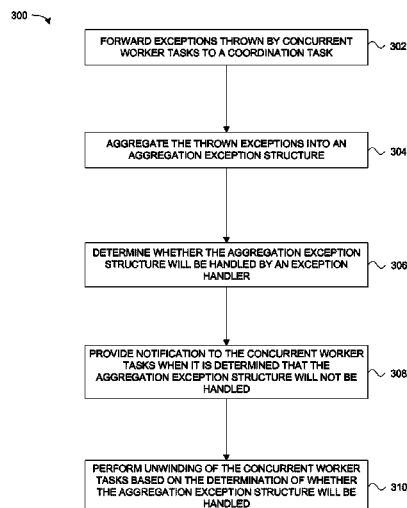 300
FORWARD EXCEPTIONS THROWN BY CONCURRENT
WORKER TASKS TO A COORDINATION TASK
302
AGGREGATE THE THROWN EXCEPTIONS INTO AN
AGGREGATION EXCEPTION STRUCTURE
304
DETERMINE WHETHER THE AGGREGATION EXCEPTION
STRUCTURE WILL BE HANDLED BY AN EXCEPTION
HANDLER
306
PROVIDE NOTIFICATION TO THE CONCURRENT WORKER
TASKS WHEN IT IS DETERMINED THAT THE
AGGREGATION EXCEPTION STRUCTURE WILL NOT BE
HANDLED
308
PERFORM UNWINDING OF THE CONCURRENT WORKER
TASKS BASED ON THE DETERMINATION OF WHETHER
THE AGGREGATION EXCEPTION STRUCTURE WILL BE
HANDLED
310